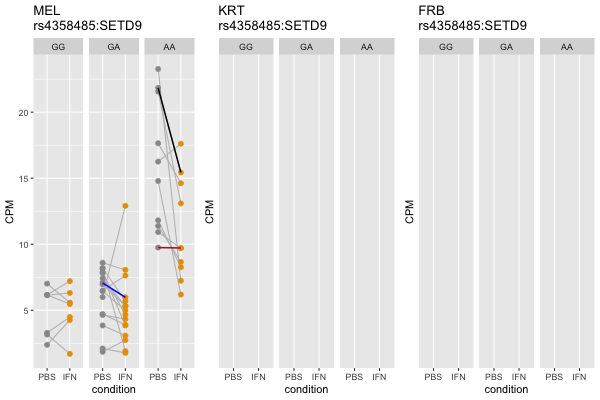 MEL
rs4358485:SETD9
GG GA AA
CPM
20
15
10
5
PBS IFN PBS IFN PBS IFN
condition
KRT
rs4358485:SETD9
GG GA AA
CPM
PBS IFN PBS IFN PBS IFN
condition
FRB
rs4358485:SETD9
GG GA AA
CPM
PBS IFN PBS IFN PBS IFN
condition